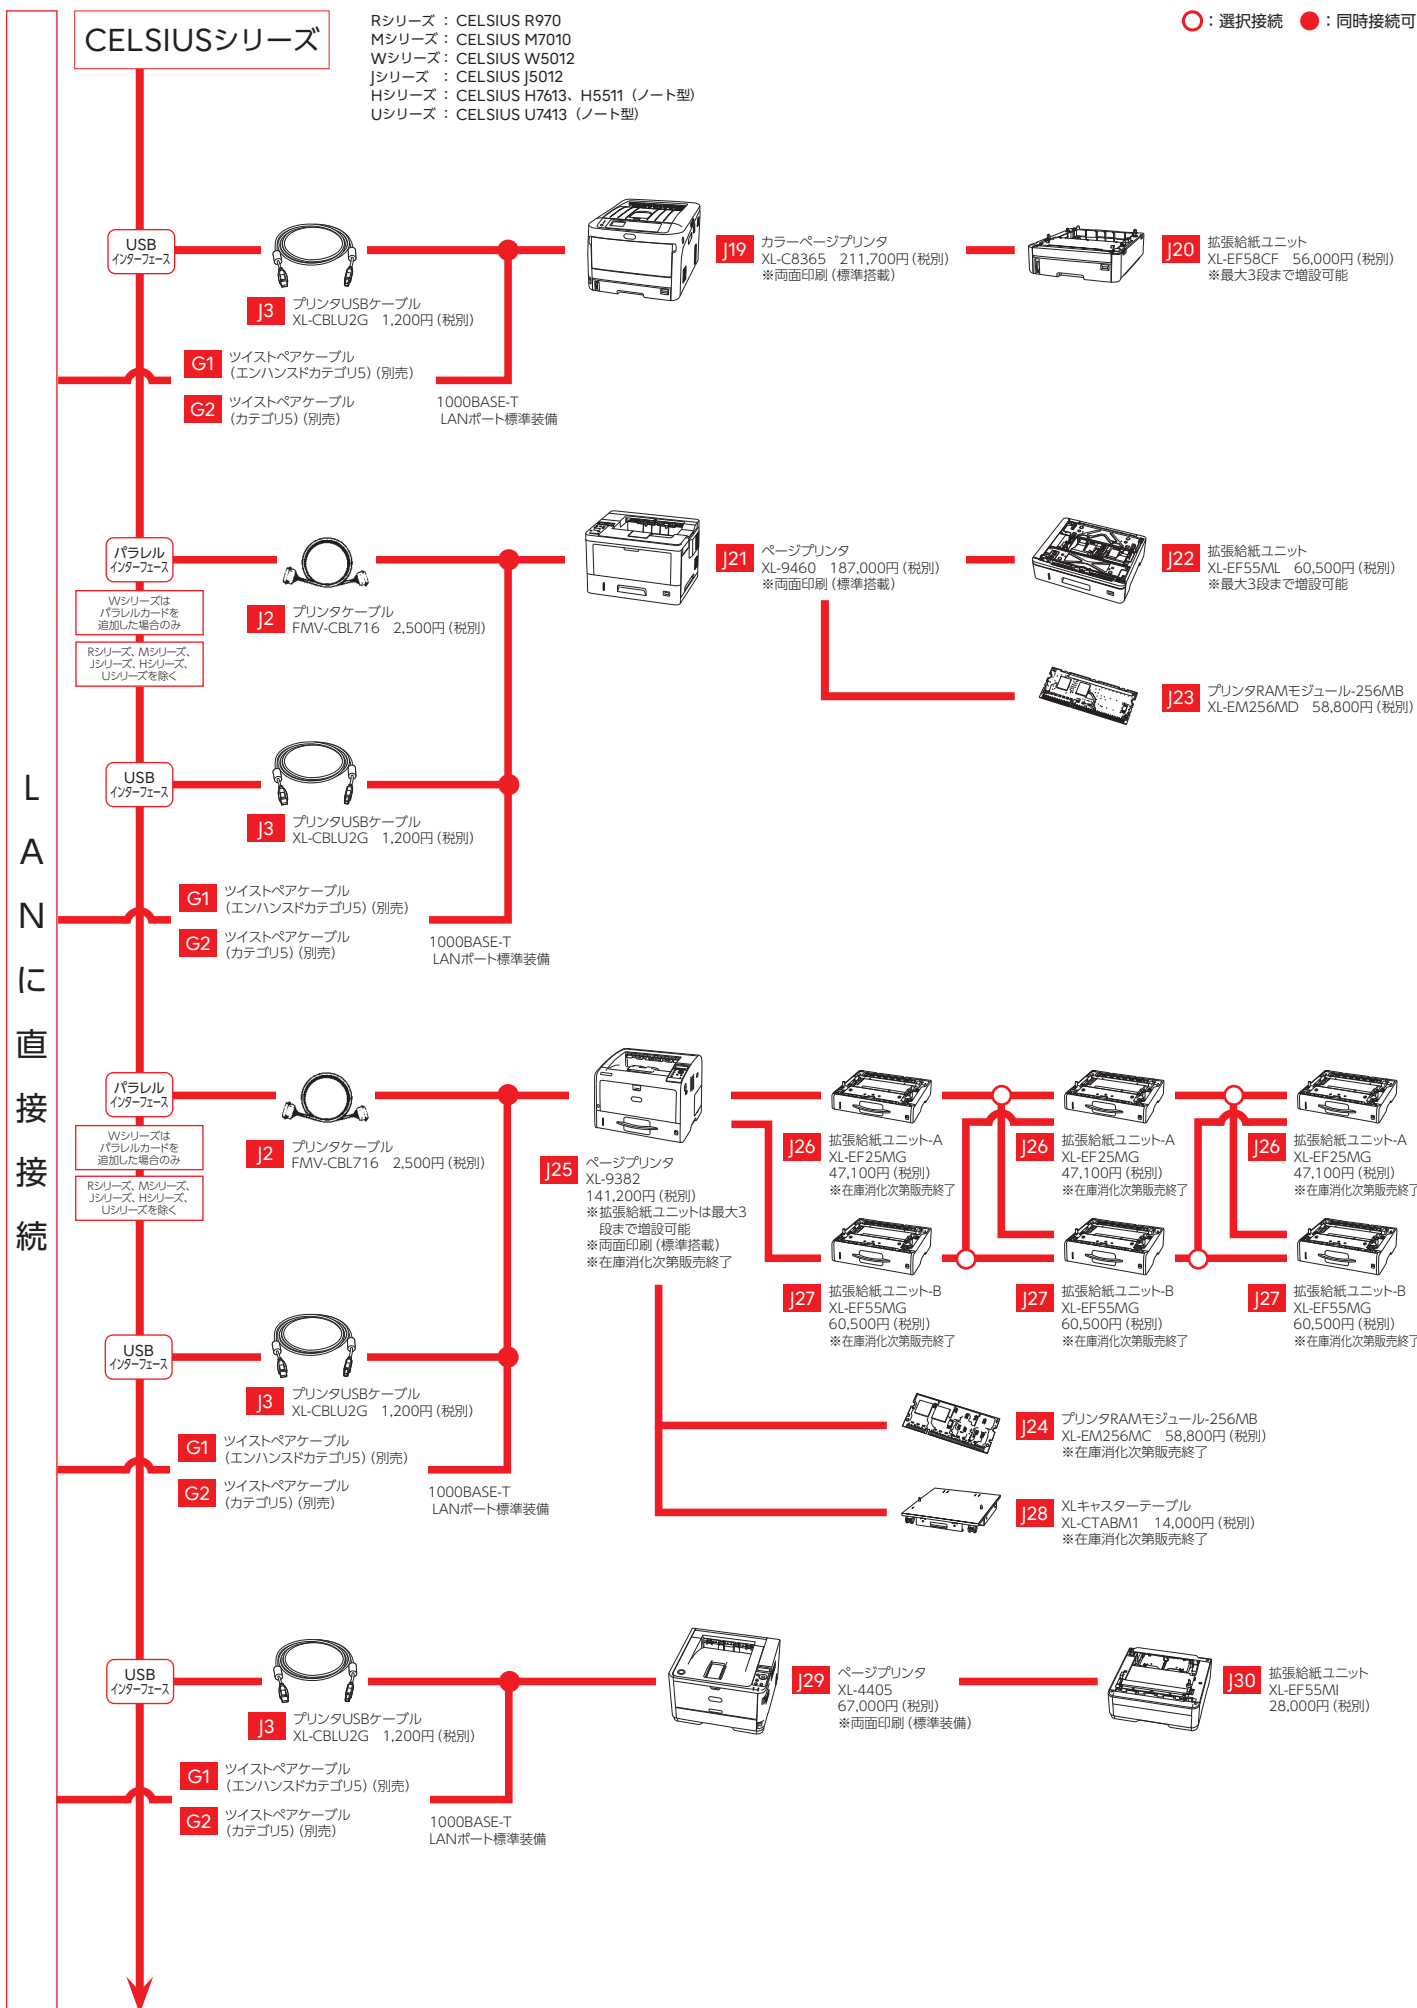 CELSIUSシリーズ
Rシリーズ : CELSIUS R970
Mシリーズ : CELSIUS M7010
Wシリーズ : CELSIUS W5012
Jシリーズ : CELSIUS J5012
Hシリーズ : CELSIUS H7613、H5511（ノート型）
Uシリーズ : CELSIUS U7413（ノート型）
○：選択接続 ●：同時接続可
LANに直接接続
USB
インターフェース
J3 プリンタUSBケーブル
XL-CBLU2G 1,200円（税別）
G1 ツイストペアケーブル
（エンハンスドカテゴリ5）（別売）
G2 ツイストペアケーブル
（カテゴリ5）（別売）
1000BASE-T
LANポート標準装備
J19 カラーページプリンタ
XL-C8365 211,700円（税別）
※両面印刷（標準搭載）
J20 拡張給紙ユニット
XL-EF58CF 56,000円（税別）
※最大3段まで増設可能
パラレル
インターフェース
Wシリーズは
パラレルカードを
追加した場合のみ
Rシリーズ、Mシリーズ、
Jシリーズ、Hシリーズ、
Uシリーズを除く
J2 プリンタケーブル
FMV-CBL716 2,500円（税別）
USB
インターフェース
J3 プリンタUSBケーブル
XL-CBLU2G 1,200円（税別）
G1 ツイストペアケーブル
（エンハンスドカテゴリ5）（別売）
G2 ツイストペアケーブル
（カテゴリ5）（別売）
1000BASE-T
LANポート標準装備
J21 ページプリンタ
XL-9460 187,000円（税別）
※両面印刷（標準搭載）
J22 拡張給紙ユニット
XL-EF55ML 60,500円（税別）
※最大3段まで増設可能
J23 プリンタRAMモジュール-256MB
XL-EM256MD 58,800円（税別）
パラレル
インターフェース
Wシリーズは
パラレルカードを
追加した場合のみ
Rシリーズ、Mシリーズ、
Jシリーズ、Hシリーズ、
Uシリーズを除く
J2 プリンタケーブル
FMV-CBL716 2,500円（税別）
USB
インターフェース
J3 プリンタUSBケーブル
XL-CBLU2G 1,200円（税別）
G1 ツイストペアケーブル
（エンハンスドカテゴリ5）（別売）
G2 ツイストペアケーブル
（カテゴリ5）（別売）
1000BASE-T
LANポート標準装備
J25 ページプリンタ
XL-9382
141,200円（税別）
※拡張給紙ユニットは最大3
段まで増設可能
※両面印刷（標準搭載）
※在庫消化次第販売終了
J26 拡張給紙ユニット-A
XL-EF25MG
47,100円（税別）
※在庫消化次第販売終了
J26 拡張給紙ユニット-A
XL-EF25MG
47,100円（税別）
※在庫消化次第販売終了
J26 拡張給紙ユニット-A
XL-EF25MG
47,100円（税別）
※在庫消化次第販売終了
J27 拡張給紙ユニット-B
XL-EF55MG
60,500円（税別）
※在庫消化次第販売終了
J27 拡張給紙ユニット-B
XL-EF55MG
60,500円（税別）
※在庫消化次第販売終了
J27 拡張給紙ユニット-B
XL-EF55MG
60,500円（税別）
※在庫消化次第販売終了
J24 プリンタRAMモジュール-256MB
XL-EM256MC 58,800円（税別）
※在庫消化次第販売終了
J28 XLキャスターテーブル
XL-CTABM1 14,000円（税別）
※在庫消化次第販売終了
USB
インターフェース
J3 プリンタUSBケーブル
XL-CBLU2G 1,200円（税別）
G1 ツイストペアケーブル
（エンハンスドカテゴリ5）（別売）
G2 ツイストペアケーブル
（カテゴリ5）（別売）
1000BASE-T
LANポート標準装備
J29 ページプリンタ
XL-4405
67,000円（税別）
※両面印刷（標準装備）
J30 拡張給紙ユニット
XL-EF55MI
28,000円（税別）